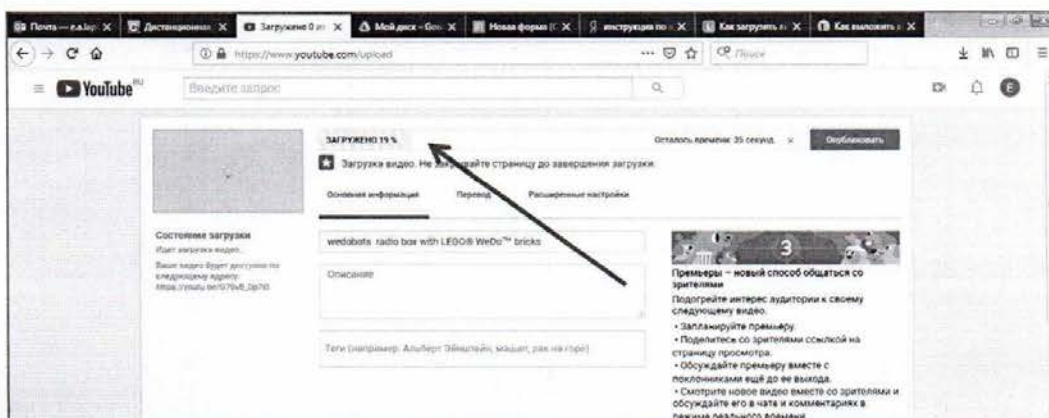 Почта — e.a.lap
Дистанционная
Загружено 0 из
Мой диск – Goo
Новая форма (С
инструкция по
Как загрузить
Как выложить
https://www.youtube.com/upload
Поиск
YouTube RU
Введите запрос
E
ЗАГРУЖЕНО 19 %
Осталось времени: 35 секунд.
Опубликовать
Загрузка видео. Не закрывайте страницу до завершения загрузки.
Основная информация Перевод Расширенные настройки
Состояние загрузки
Идет загрузка видео.
Ваше видео будет доступно по
следующему адресу:
wedobots radio box with LEGO® WeDo™ bricks
Описание
Теги (например, Альберт Эйнштейн, мэшап, рак на горе)
3
Премьеры – новый способ общаться со
зрителями
Подогрейте интерес аудитории к своему
следующему видео.
• Запланируйте премьеру.
• Поделитесь со зрителями ссылкой на
страницу просмотра.
• Обсуждайте премьеру вместе с
поклонниками ещё до ее выхода.
• Смотрите новое видео вместе со зрителями и
обсуждайте его в чате и комментариях в
режиме реального времени.